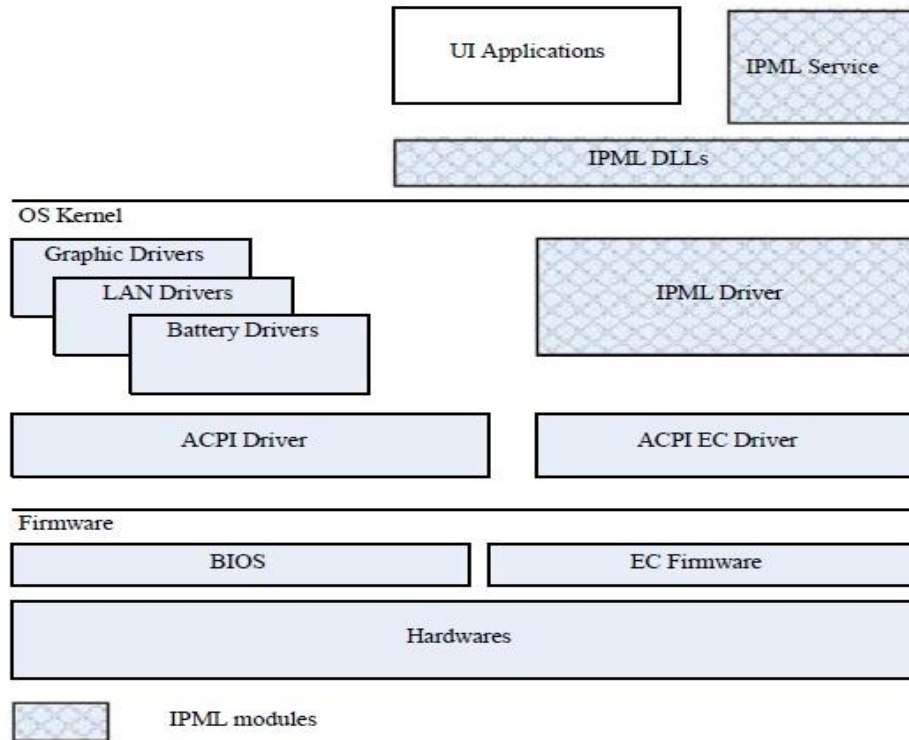 UI Applications
IPML Service
IPML DLLs
OS Kernel
Graphic Drivers
LAN Drivers
Battery Drivers
IPML Driver
ACPI Driver
ACPI EC Driver
Firmware
BIOS
EC Firmware
Hardwares
IPML modules